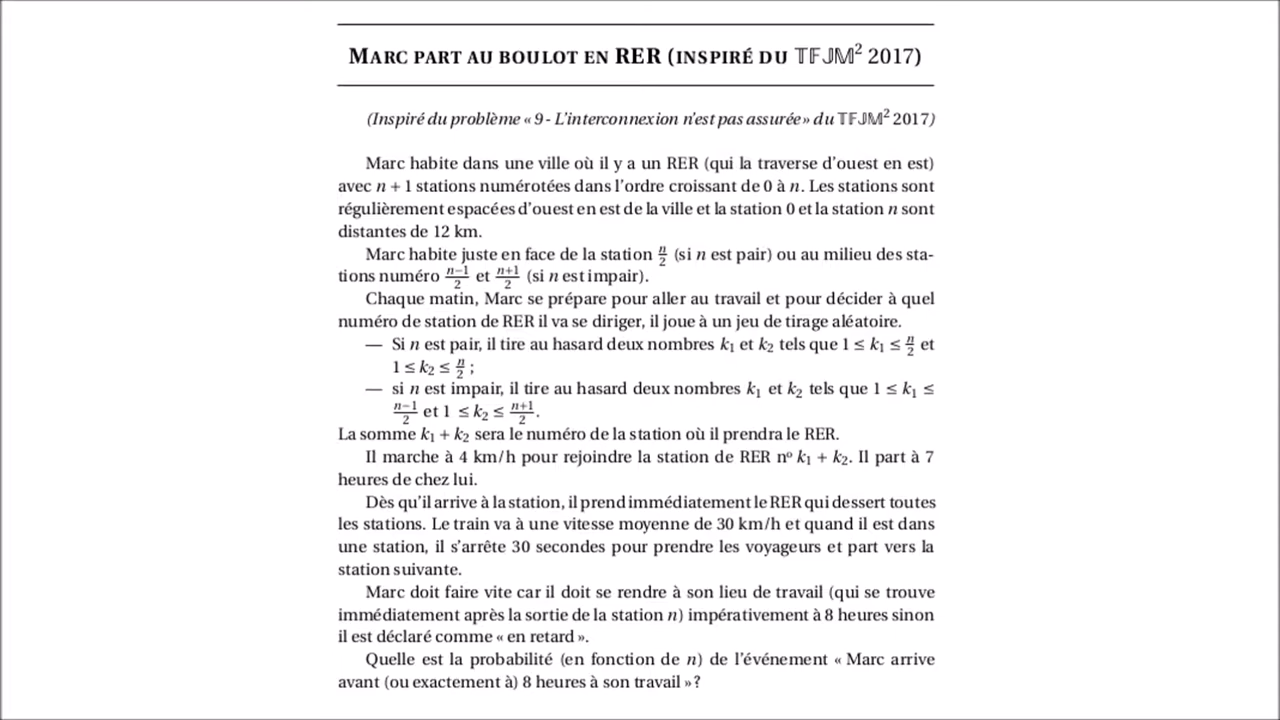 MARC PART AU BOULOT EN RER (INSPIRÉ DU 𝕋𝔽𝕁𝕄² 2017)
(Inspiré du problème « 9 - L'interconnexion n'est pas assurée » du 𝕋𝔽𝕁𝕄² 2017)
Marc habite dans une ville où il y a un RER (qui la traverse d'ouest en est)
avec n + 1 stations numérotées dans l'ordre croissant de 0 à n. Les stations sont
régulièrement espacées d'ouest en est de la ville et la station 0 et la station n sont
distantes de 12 km.
Marc habite juste en face de la station n/2 (si n est pair) ou au milieu des sta-
tions numéro (n−1)/2 et (n+1)/2 (si n est impair).
Chaque matin, Marc se prépare pour aller au travail et pour décider à quel
numéro de station de RER il va se diriger, il joue à un jeu de tirage aléatoire.
— Si n est pair, il tire au hasard deux nombres k₁ et k₂ tels que 1 ≤ k₁ ≤ n/2 et
1 ≤ k₂ ≤ n/2 ;
— si n est impair, il tire au hasard deux nombres k₁ et k₂ tels que 1 ≤ k₁ ≤
(n−1)/2 et 1 ≤ k₂ ≤ (n+1)/2.
La somme k₁ + k₂ sera le numéro de la station où il prendra le RER.
Il marche à 4 km/h pour rejoindre la station de RER nº k₁ + k₂. Il part à 7
heures de chez lui.
Dès qu'il arrive à la station, il prend immédiatement le RER qui dessert toutes
les stations. Le train va à une vitesse moyenne de 30 km/h et quand il est dans
une station, il s'arrête 30 secondes pour prendre les voyageurs et part vers la
station suivante.
Marc doit faire vite car il doit se rendre à son lieu de travail (qui se trouve
immédiatement après la sortie de la station n) impérativement à 8 heures sinon
il est déclaré comme « en retard ».
Quelle est la probabilité (en fonction de n) de l'événement « Marc arrive
avant (ou exactement à) 8 heures à son travail » ?